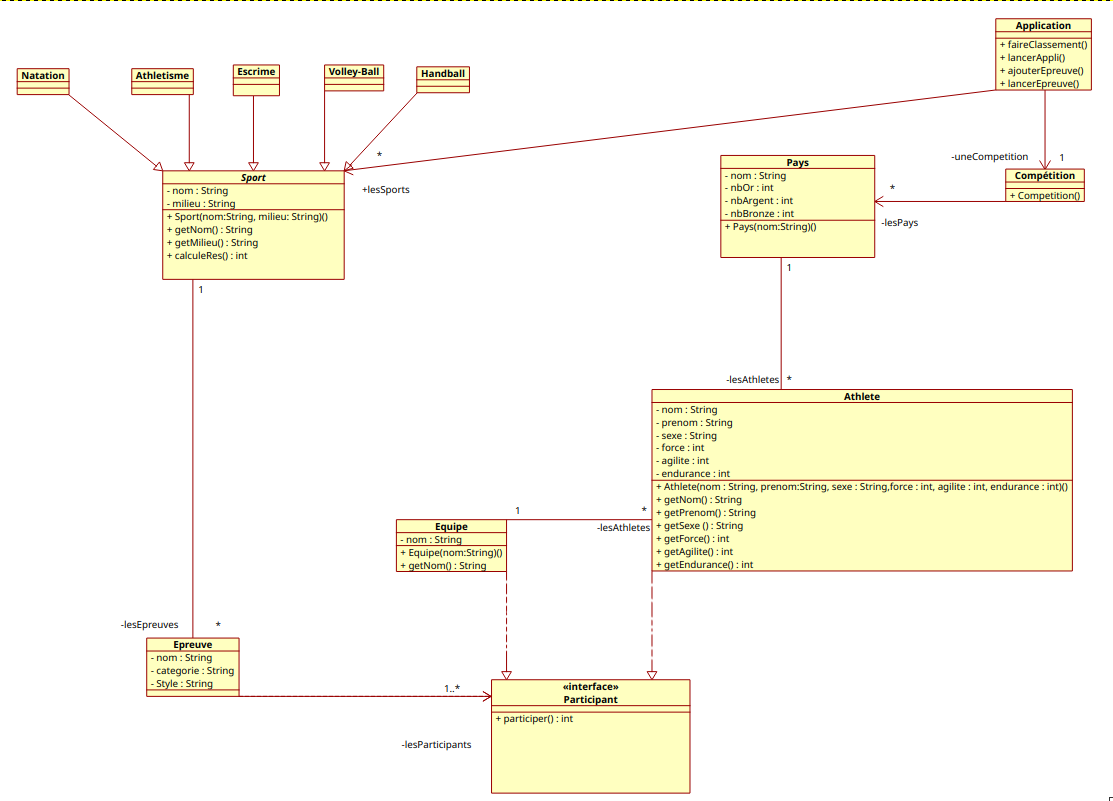 Application
+ faireClassement()
+ lancerAppli()
+ ajouterEpreuve()
+ lancerEpreuve()
Natation
Athletisme
Escrime
Volley-Ball
Handball
*
+lesSports
-uneCompetition
1
Compétition
+ Competition()
*
-lesPays
Pays
- nom : String
- nbOr : int
- nbArgent : int
- nbBronze : int
+ Pays(nom:String)()
1
Sport
- nom : String
- milieu : String
+ Sport(nom:String, milieu: String)()
+ getNom() : String
+ getMilieu() : String
+ calculeRes() : int
1
-lesAthletes
*
Athlete
- nom : String
- prenom : String
- sexe : String
- force : int
- agilite : int
- endurance : int
+ Athlete(nom : String, prenom:String, sexe : String,force : int, agilite : int, endurance : int)()
+ getNom() : String
+ getPrenom() : String
+ getSexe () : String
+ getForce() : int
+ getAgilite() : int
+ getEndurance() : int
1
*
-lesAthletes
Equipe
- nom : String
+ Equipe(nom:String)()
+ getNom() : String
-lesEpreuves
*
Epreuve
- nom : String
- categorie : String
- Style : String
1..*
-lesParticipants
«interface»
Participant
+ participer() : int